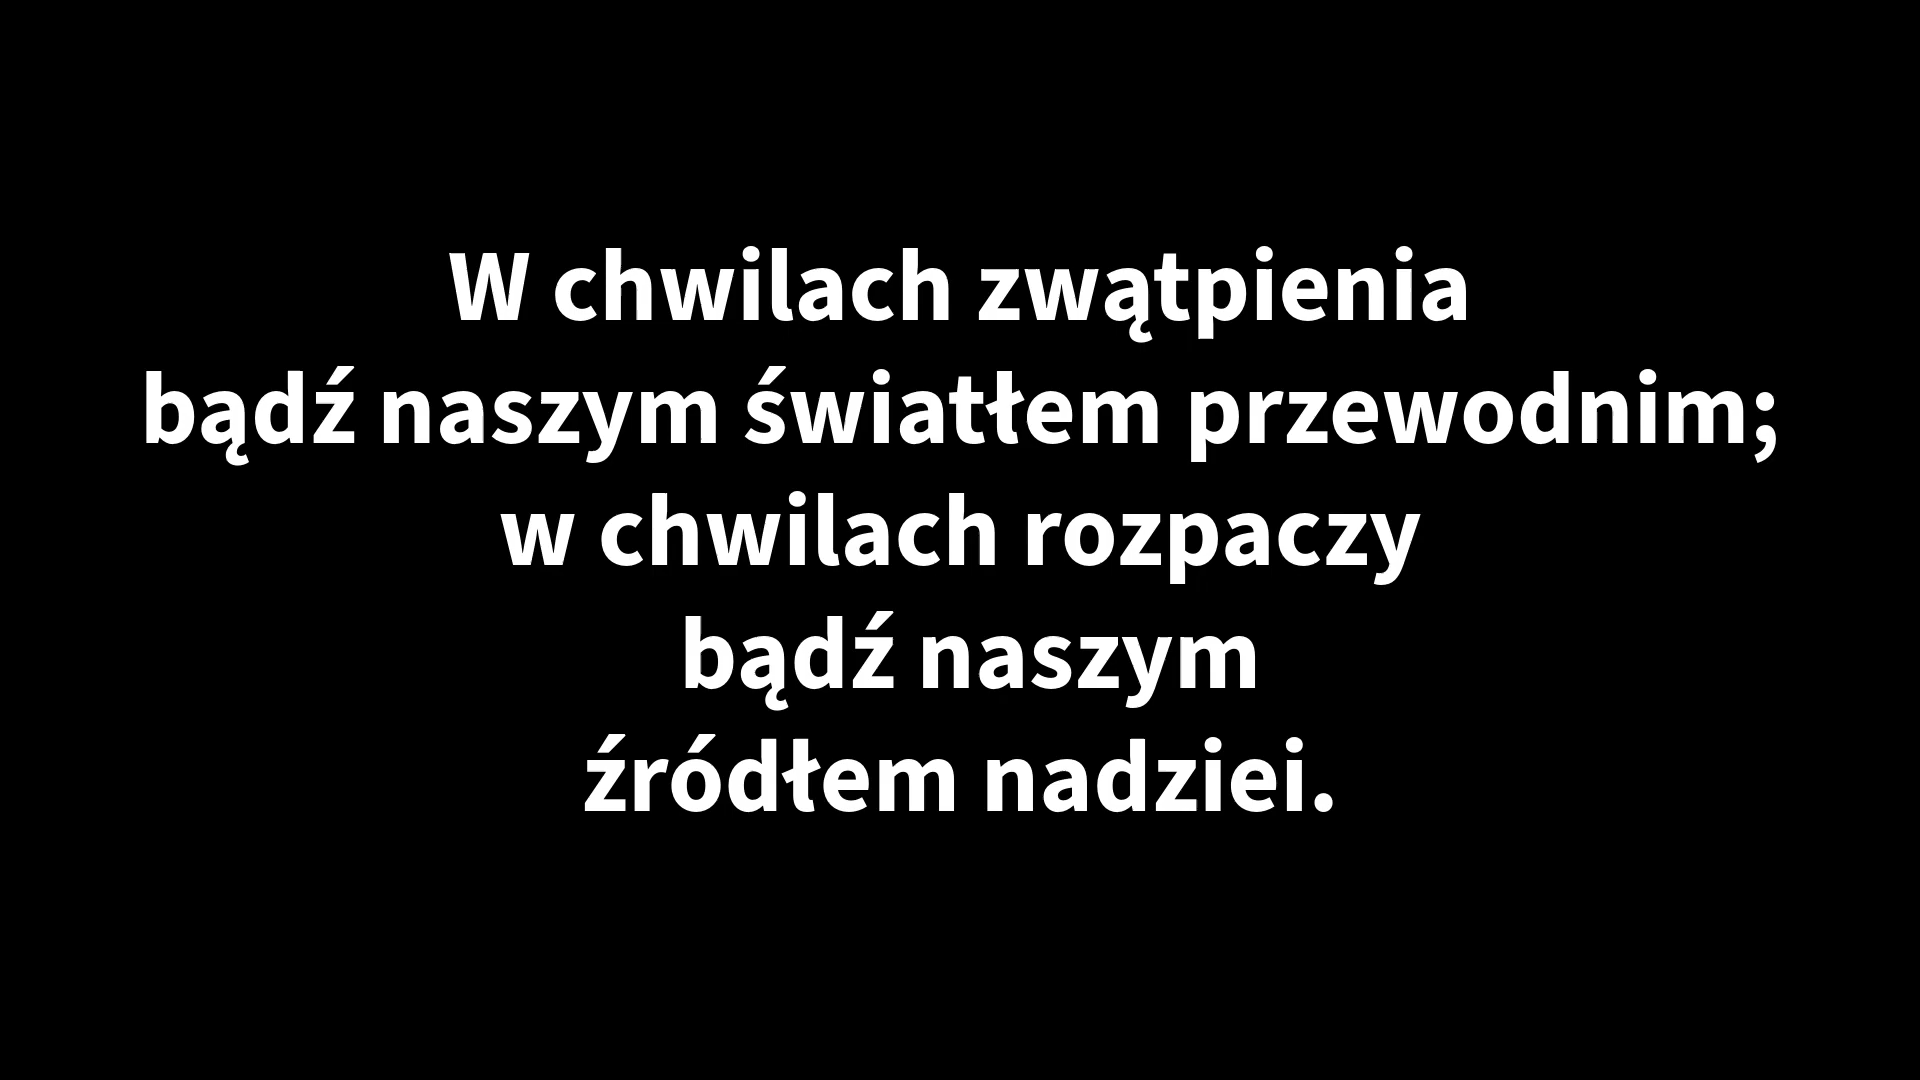 W chwilach zwątpienia
bądź naszym światłem przewodnim;
w chwilach rozpaczy
bądź naszym
źródłem nadziei.